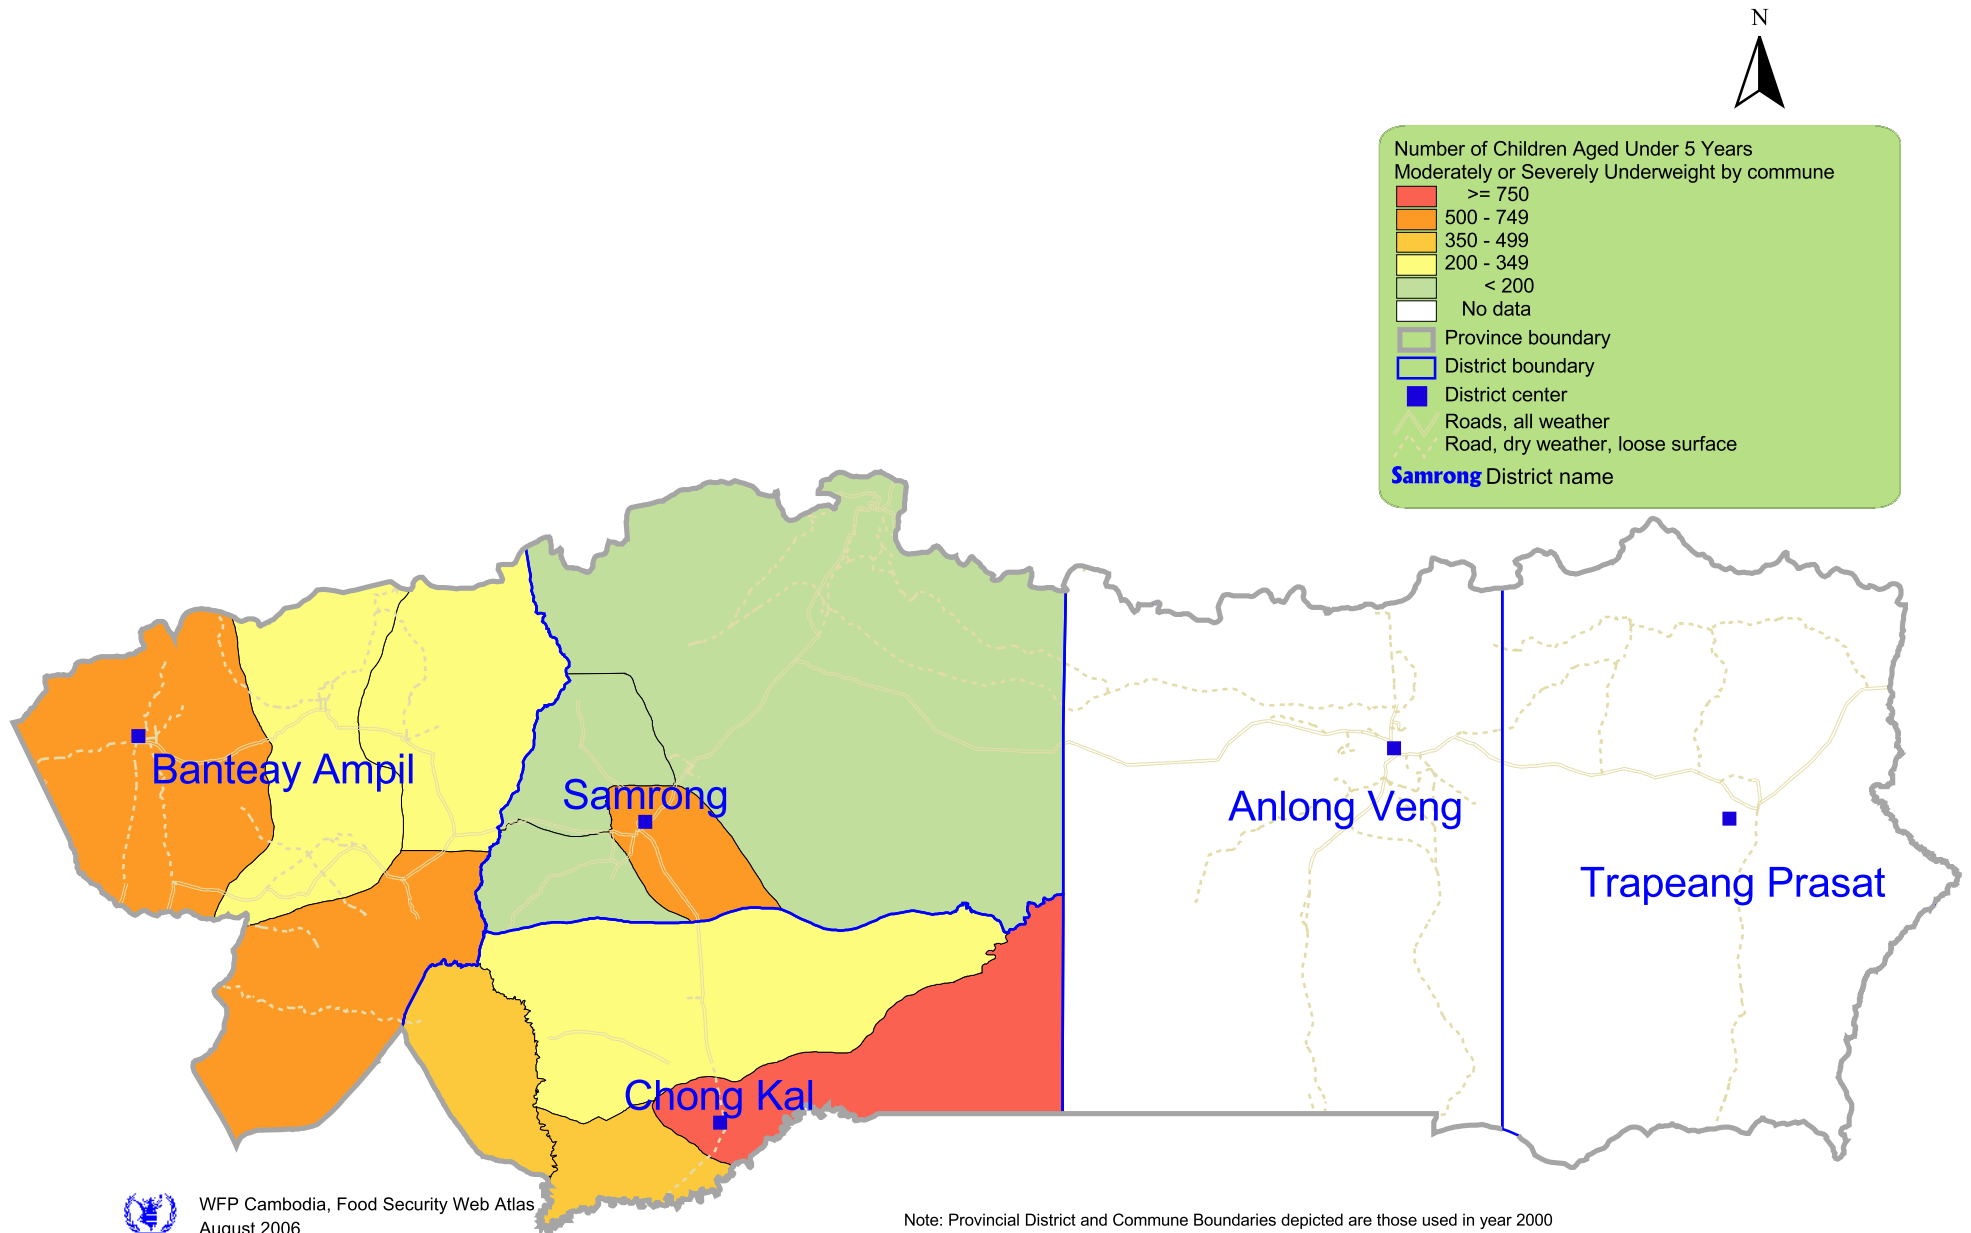 N
Number of Children Aged Under 5 Years
Moderately or Severely Underweight by commune
>= 750
500 - 749
350 - 499
200 - 349
< 200
No data
Province boundary
District boundary
District center
Roads, all weather
Road, dry weather, loose surface
Samrong District name
Banteay Ampil
Samrong
Anlong Veng
Trapeang Prasat
Chong Kal
WFP Cambodia, Food Security Web Atlas
August 2006
Note: Provincial District and Commune Boundaries depicted are those used in year 2000